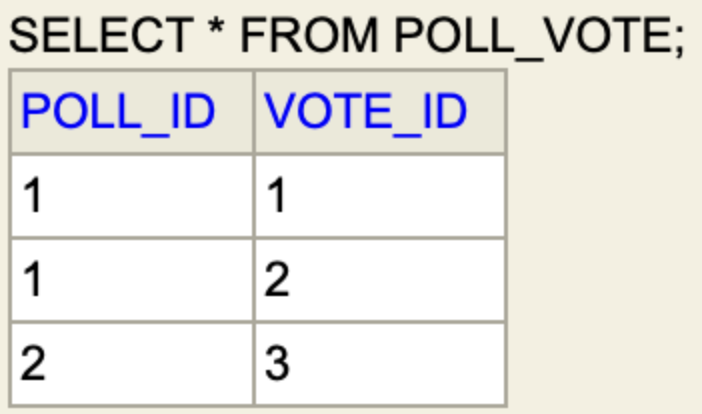 SELECT * FROM POLL_VOTE;
POLL_ID VOTE_ID
1 1
1 2
2 3